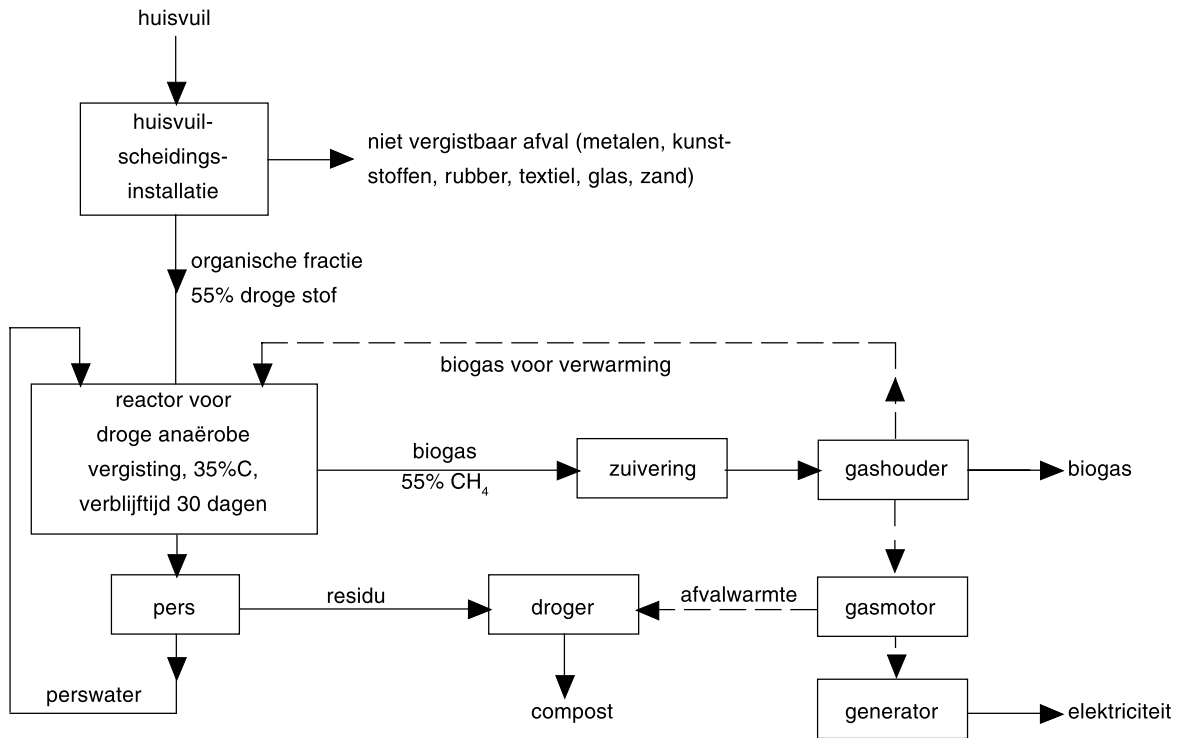 huisvuil
huisvuil-
scheidings-
installatie
niet vergistbaar afval (metalen, kunst-
stoffen, rubber, textiel, glas, zand)
organische fractie
55% droge stof
biogas voor verwarming
reactor voor
droge anaërobe
vergisting, 35%C,
verblijftijd 30 dagen
biogas
55% CH₄
zuivering
gashouder
biogas
pers
residu
droger
afvalwarmte
gasmotor
perswater
compost
generator
elektriciteit